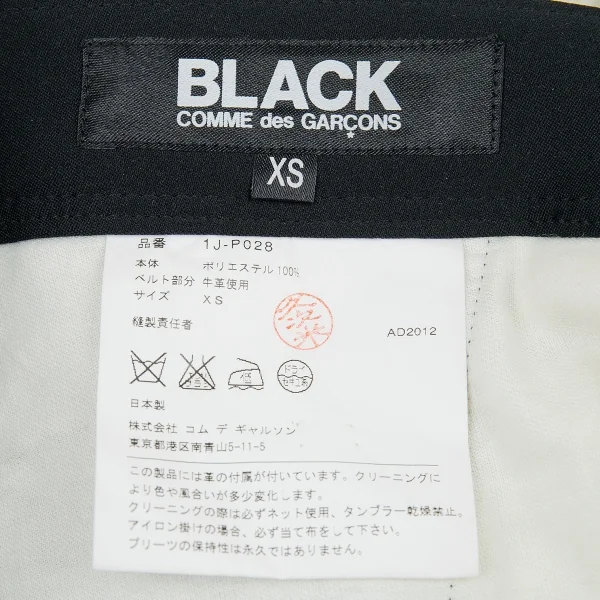 BLACK
COMME des GARÇONS
XS
品番 1J-P028
本体 ポリエステル100%
ベルト部分 牛革使用
サイズ XS
縫製責任者
AD2012
低
ドライ
セキユ系
日本製
株式会社 コム デ ギャルソン
東京都港区南青山5-11-5
この製品には革の付属が付いています。クリーニングに
より色や風合いが多少変化します。
クリーニングの際は必ずネット使用、タンブラー乾燥禁止。
アイロン掛けの場合、必ず当て布をして下さい。
プリーツの保持性は永久ではありません。